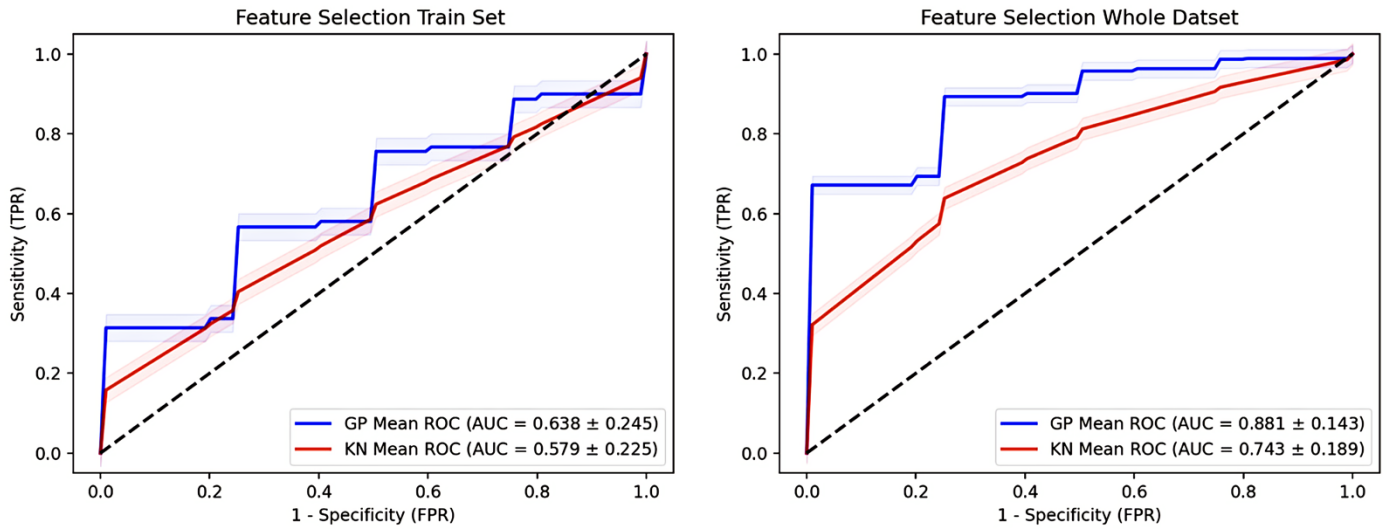 Feature Selection Train Set
Sensitivity (TPR)
1.0
0.8
0.6
0.4
0.2
0.0
GP Mean ROC (AUC = 0.638 ± 0.245)
KN Mean ROC (AUC = 0.579 ± 0.225)
0.0 0.2 0.4 0.6 0.8 1.0
1 - Specificity (FPR)
Feature Selection Whole Datset
Sensitivity (TPR)
1.0
0.8
0.6
0.4
0.2
0.0
GP Mean ROC (AUC = 0.881 ± 0.143)
KN Mean ROC (AUC = 0.743 ± 0.189)
0.0 0.2 0.4 0.6 0.8 1.0
1 - Specificity (FPR)